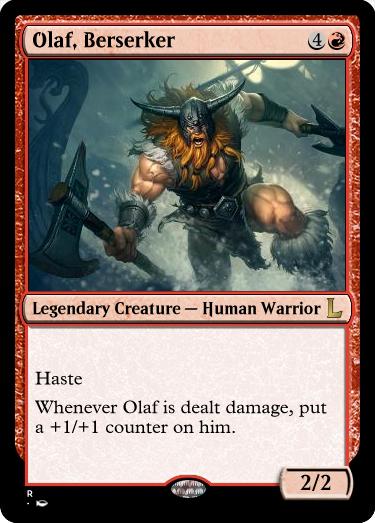 Olaf, Berserker 4
Legendary Creature — Human Warrior L
Haste
Whenever Olaf is dealt damage, put
a +1/+1 counter on him.
2/2
R